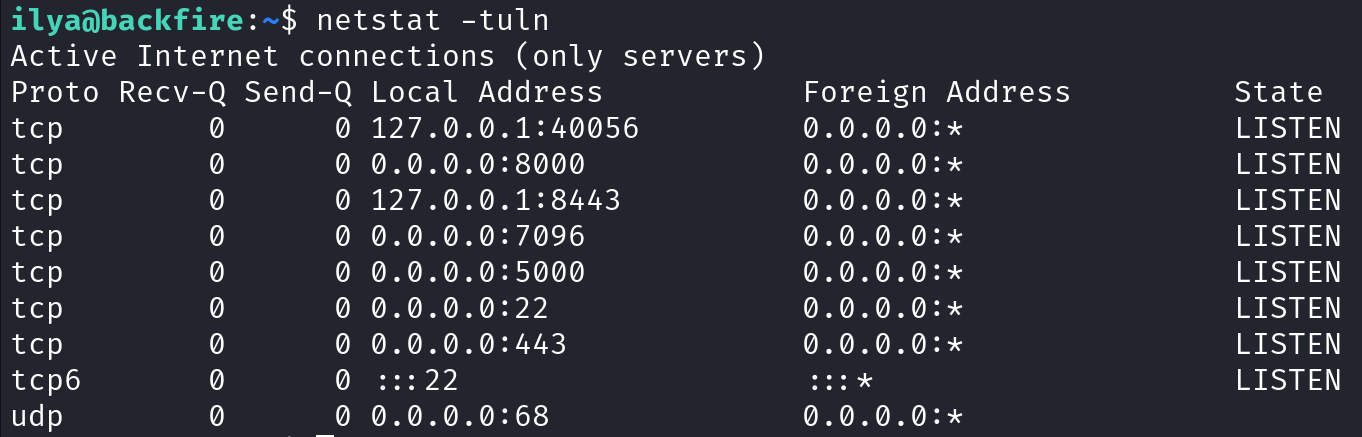 ilya@backfire:~$ netstat -tuln
Active Internet connections (only servers)
Proto Recv-Q Send-Q Local Address           Foreign Address         State
tcp        0      0 127.0.0.1:40056         0.0.0.0:*               LISTEN
tcp        0      0 0.0.0.0:8000            0.0.0.0:*               LISTEN
tcp        0      0 127.0.0.1:8443          0.0.0.0:*               LISTEN
tcp        0      0 0.0.0.0:7096            0.0.0.0:*               LISTEN
tcp        0      0 0.0.0.0:5000            0.0.0.0:*               LISTEN
tcp        0      0 0.0.0.0:22              0.0.0.0:*               LISTEN
tcp        0      0 0.0.0.0:443             0.0.0.0:*               LISTEN
tcp6       0      0 :::22                   :::*                    LISTEN
udp        0      0 0.0.0.0:68              0.0.0.0:*